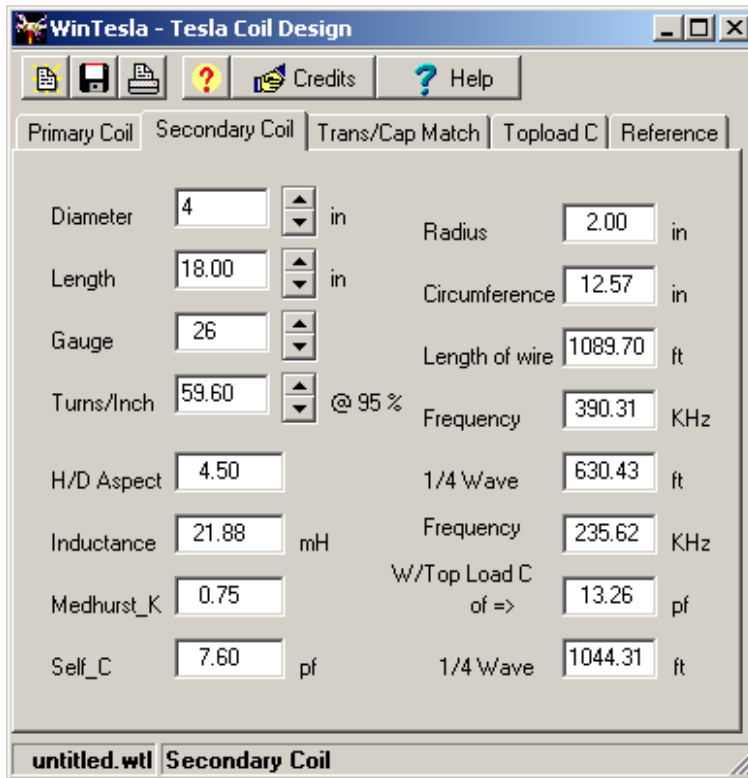 WinTesla - Tesla Coil Design
? Credits ? Help
Primary Coil Secondary Coil Trans/Cap Match Topload C Reference
Diameter 4 in
Length 18.00 in
Gauge 26
Turns/Inch 59.60 @ 95 %
H/D Aspect 4.50
Inductance 21.88 mH
Medhurst_K 0.75
Self_C 7.60 pf
Radius 2.00 in
Circumference 12.57 in
Length of wire 1089.70 ft
Frequency 390.31 KHz
1/4 Wave 630.43 ft
Frequency 235.62 KHz
W/Top Load C
of => 13.26 pf
1/4 Wave 1044.31 ft
untitled.wtl Secondary Coil